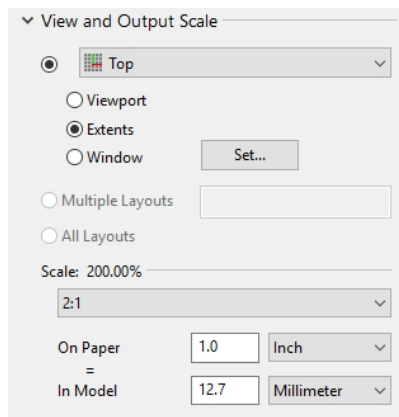 View and Output Scale
Top
Viewport
Extents
Window Set...
Multiple Layouts
All Layouts
Scale: 200.00%
2:1
On Paper 1.0 Inch
=
In Model 12.7 Millimeter